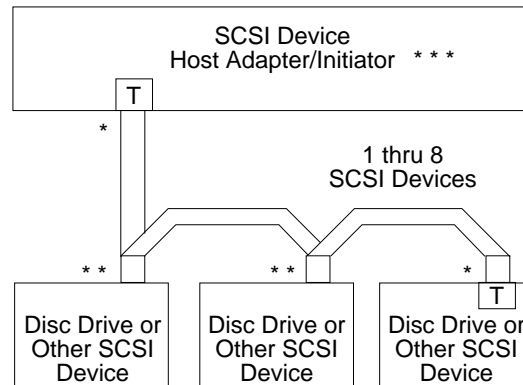 SCSI Device
Host Adapter/Initiator * * *
T
*
1 thru 8
SCSI Devices
* *
* *
*
T
Disc Drive or
Other SCSI
Device
Disc Drive or
Other SCSI
Device
Disc Drive or
Other SCSI
Device